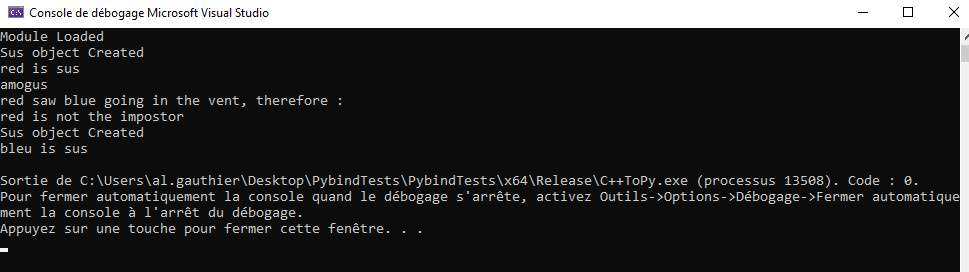 Console de débogage Microsoft Visual Studio
Module Loaded
Sus object Created
red is sus
amogus
red saw blue going in the vent, therefore :
red is not the impostor
Sus object Created
bleu is sus
Sortie de C:\Users\al.gauthier\Desktop\PybindTests\PybindTests\x64\Release\C++ToPy.exe (processus 13508). Code : 0.
Pour fermer automatiquement la console quand le débogage s'arrête, activez Outils->Options->Débogage->Fermer automatique
ment la console à l'arrêt du débogage.
Appuyez sur une touche pour fermer cette fenêtre. . .